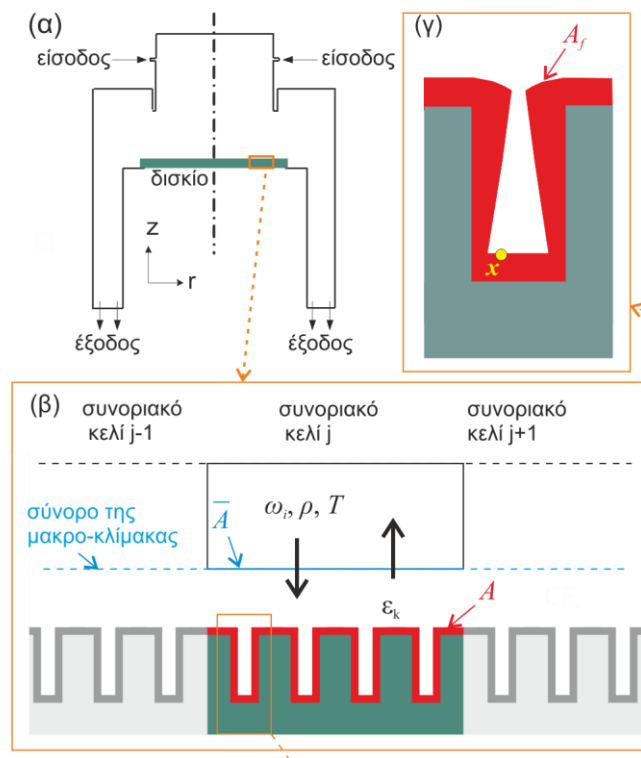 (α)
είσοδος
είσοδος
δισκίο
z
r
έξοδος
έξοδος
(γ)
A_f
x
(β)
συνοριακό
κελί j-1
συνοριακό
κελί j
συνοριακό
κελί j+1
σύνορο της
μακρο-κλίμακας
A̅
ω_i, ρ, T
ε_k
A